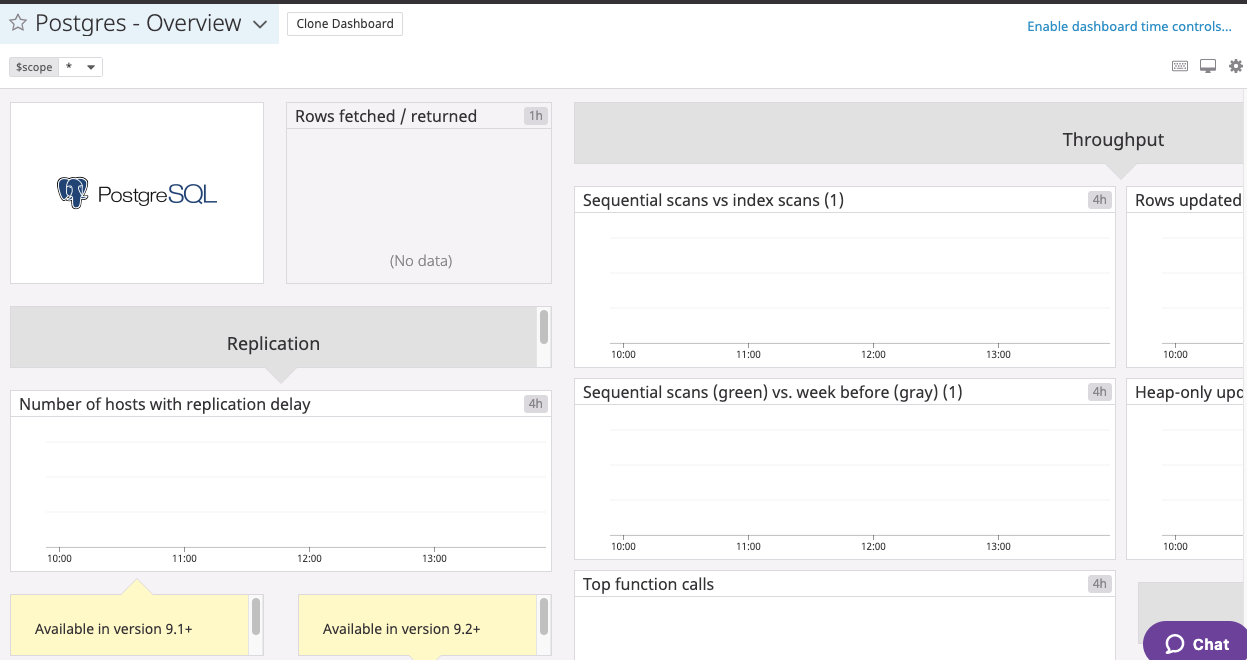 Postgres - Overview
Clone Dashboard
Enable dashboard time controls...
$scope *
PostgreSQL
Rows fetched / returned 1h
(No data)
Throughput
Sequential scans vs index scans (1) 4h
10:00 11:00 12:00 13:00
Rows updated
10:00
Replication
Number of hosts with replication delay 4h
10:00 11:00 12:00 13:00
Sequential scans (green) vs. week before (gray) (1) 4h
10:00 11:00 12:00 13:00
Heap-only upd
10:00
Available in version 9.1+
Available in version 9.2+
Top function calls 4h
Chat